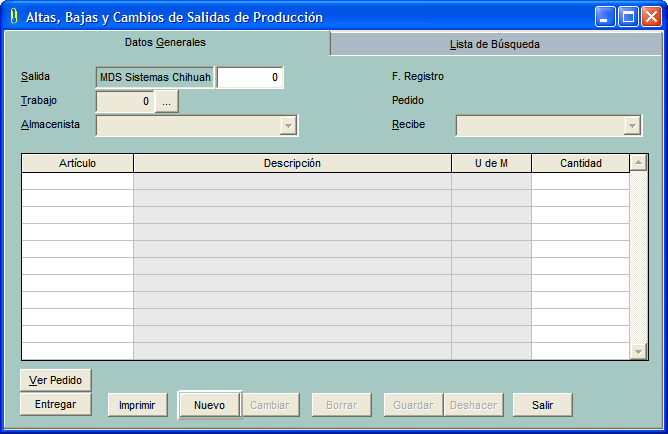 Altas, Bajas y Cambios de Salidas de Producción
Datos Generales
Lista de Búsqueda
Salida MDS Sistemas Chihuah 0 F. Registro
Trabajo 0 ... Pedido
Almacenista Recibe
Artículo Descripción U de M Cantidad
Ver Pedido
Entregar Imprimir Nuevo Cambiar Borrar Guardar Deshacer Salir